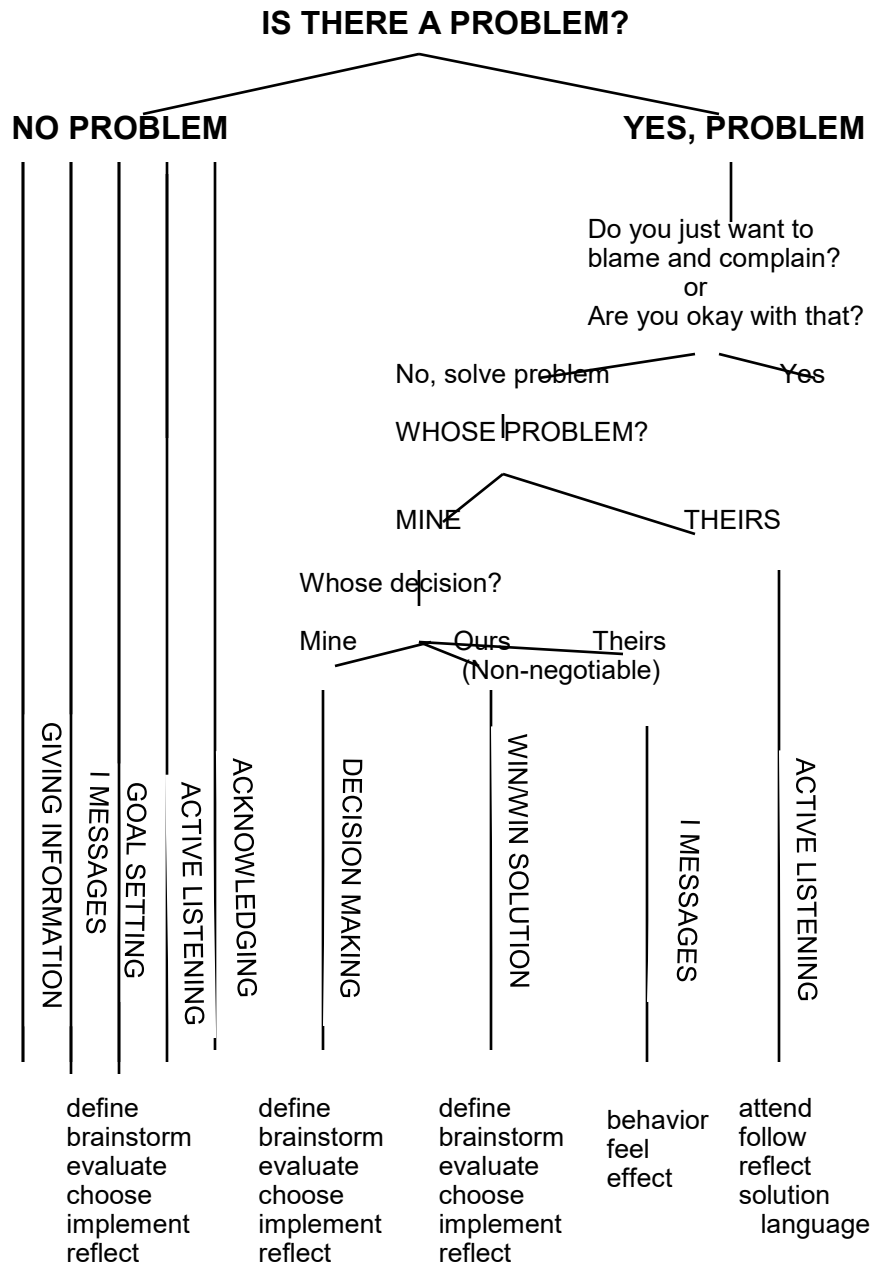 IS THERE A PROBLEM?
NO PROBLEM
YES, PROBLEM
Do you just want to
blame and complain?
or
Are you okay with that?
No, solve problem
Yes
WHOSE PROBLEM?
MINE
THEIRS
Whose decision?
Mine
Ours
Theirs
(Non-negotiable)
GIVING INFORMATION
I MESSAGES
GOAL SETTING
ACTIVE LISTENING
ACKNOWLEDGING
DECISION MAKING
WIN/WIN SOLUTION
I MESSAGES
ACTIVE LISTENING
define
brainstorm
evaluate
choose
implement
reflect
define
brainstorm
evaluate
choose
implement
reflect
define
brainstorm
evaluate
choose
implement
reflect
behavior
feel
effect
attend
follow
reflect
solution
language